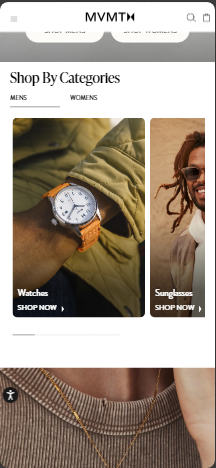 MVMT
SHOP MENS SHOP WOMENS
Shop By Categories
MENS WOMENS
Watches Sunglasses
SHOP NOW SHOP NOW